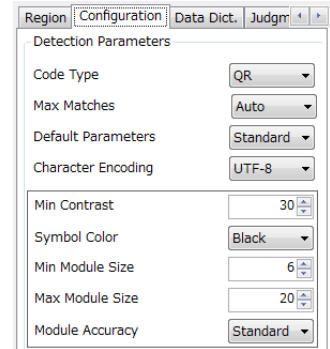 Region Configuration Data Dict. Judgm
Detection Parameters
Code Type QR
Max Matches Auto
Default Parameters Standard
Character Encoding UTF-8
Min Contrast 30
Symbol Color Black
Min Module Size 6
Max Module Size 20
Module Accuracy Standard